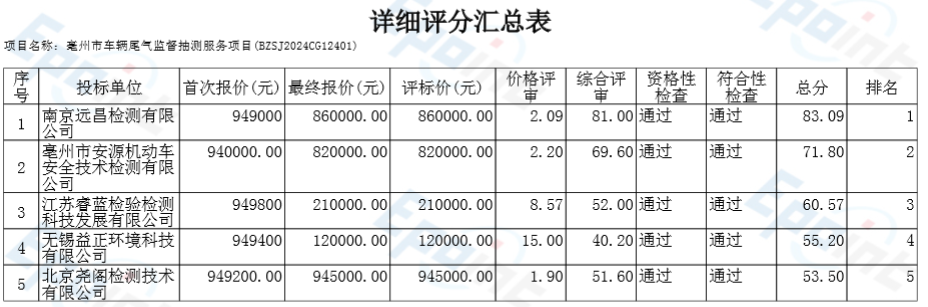 详细评分汇总表
项目名称：亳州市车辆尾气监督抽测服务项目(BZSJ2024CG12401)
序号 投标单位 首次报价(元) 最终报价(元) 评标价(元) 价格评审 综合评审 资格性检查 符合性检查 总分 排名
1 南京远昌检测有限公司 949000 860000.00 860000.00 2.09 81.00 通过 通过 83.09 1
2 亳州市安源机动车安全技术检测有限公司 940000.00 820000.00 820000.00 2.20 69.60 通过 通过 71.80 2
3 江苏睿蓝检验检测科技发展有限公司 949800 210000.00 210000.00 8.57 52.00 通过 通过 60.57 3
4 无锡益正环境科技有限公司 949400 120000.00 120000.00 15.00 40.20 通过 通过 55.20 4
5 北京尧阁检测技术有限公司 949200.00 945000.00 945000.00 1.90 51.60 通过 通过 53.50 5